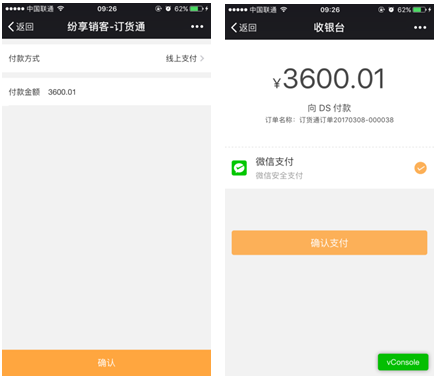 中国联通 09:26 62%
返回 纷享销客-订货通
付款方式 线上支付
付款金额 3600.01
确认
中国联通 09:26 62%
返回 收银台
¥3600.01
向 DS 付款
订单名称：订货通订单20170308-000038
微信支付
微信安全支付
确认支付
vConsole